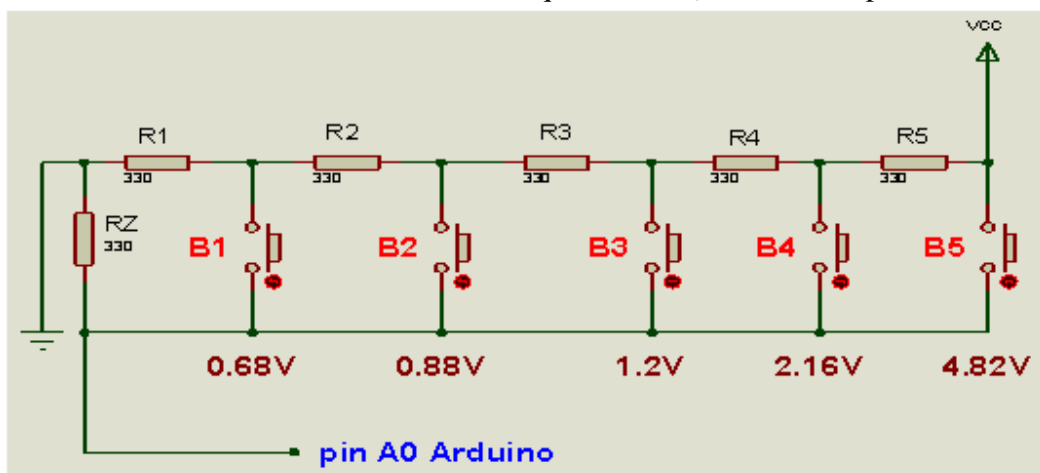 vcc
R1 R2 R3 R4 R5
330 330 330 330 330
RZ
330
B1 B2 B3 B4 B5
0.68V 0.88V 1.2V 2.16V 4.82V
pin A0 Arduino